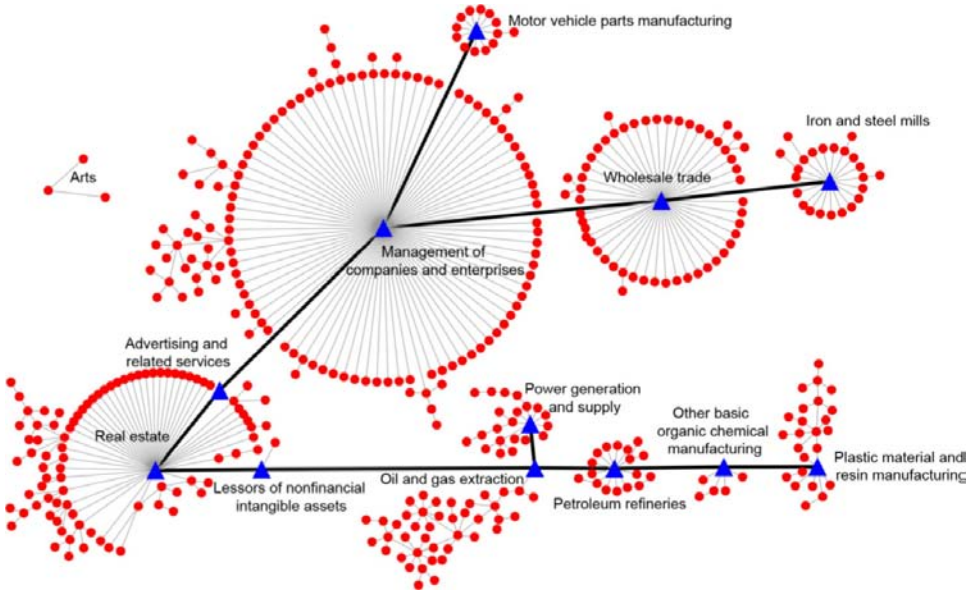 Motor vehicle parts manufacturing
Iron and steel mills
Arts
Wholesale trade
Management of
companies and enterprises
Advertising and
related services
Power generation
and supply
Other basic
organic chemical
manufacturing
Real estate
Plastic material and
resin manufacturing
Oil and gas extraction
Lessors of nonfinancial
intangible assets
Petroleum refineries